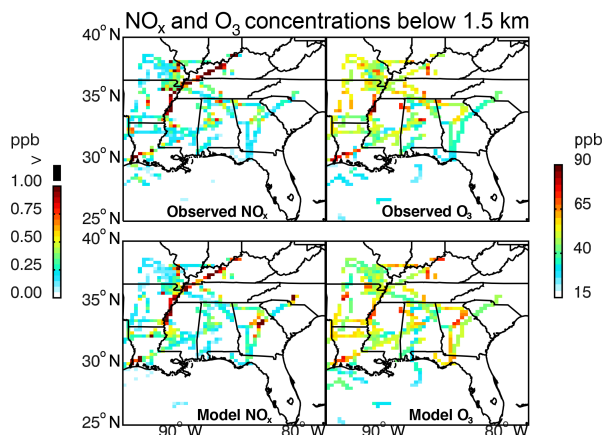 NOx and O3 concentrations below 1.5 km
40° N
35° N
30° N
25° N
Observed NOx
Observed O3
ppb
>
1.00
0.75
0.50
0.25
0.00
ppb
90
65
40
15
40° N
35° N
30° N
25° N
Model NOx
Model O3
90° W
80° W
90° W
80° W